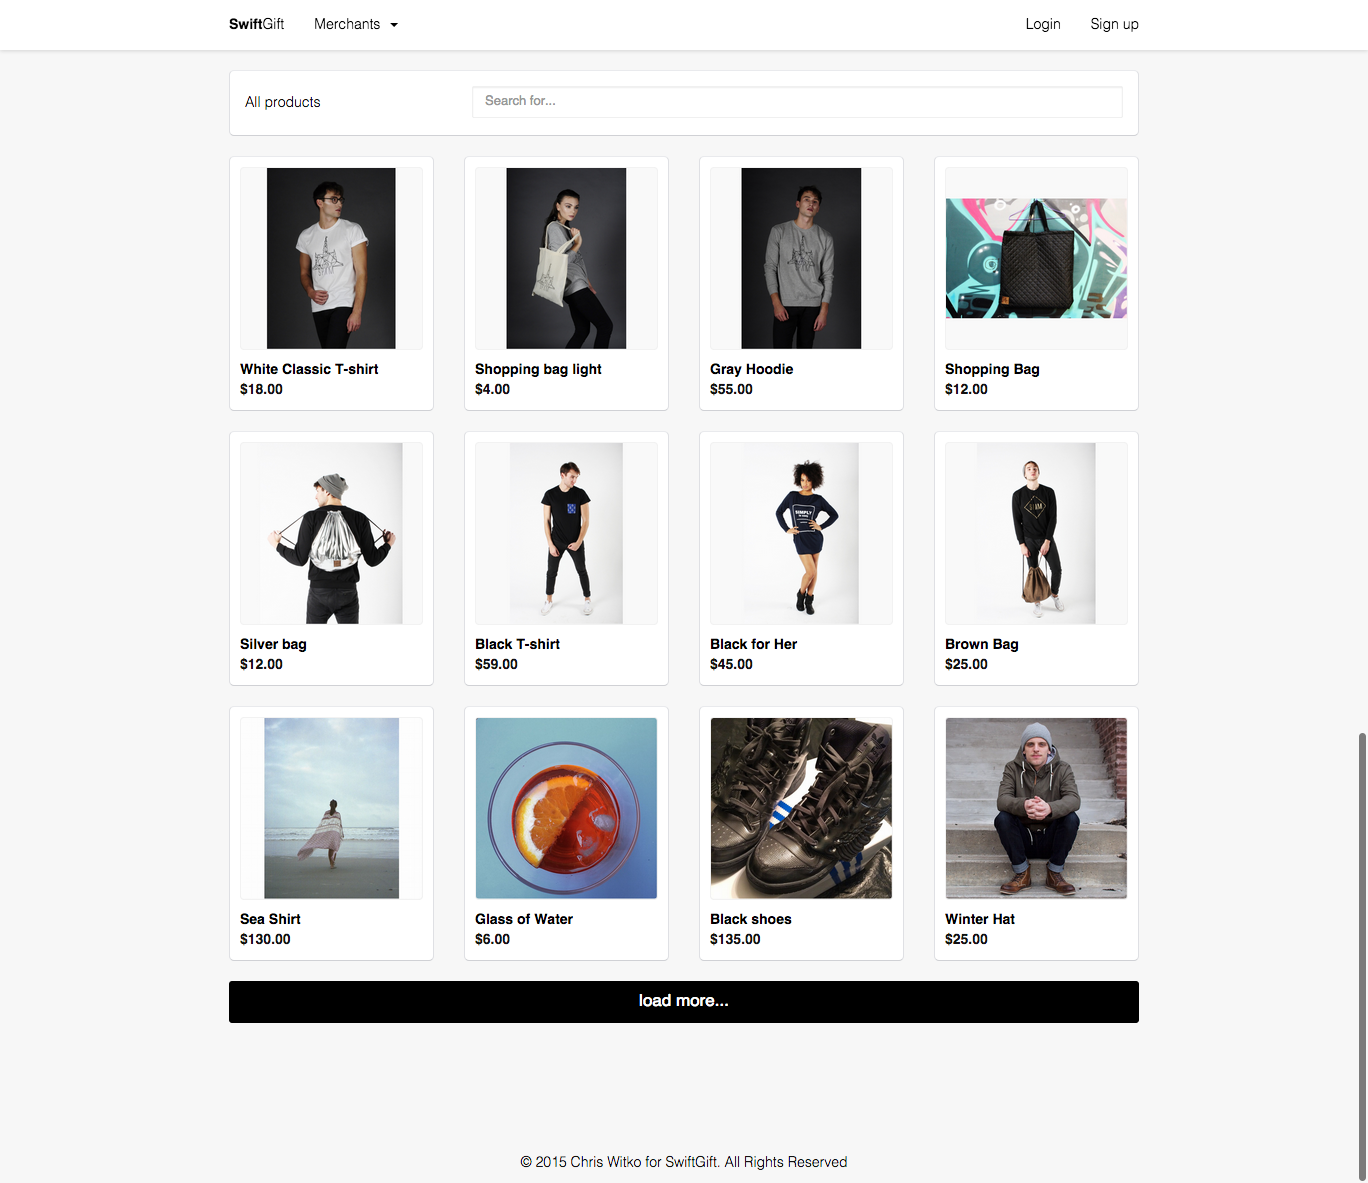 SwiftGift Merchants Login Sign up
All products Search for...
White Classic T-shirt
$18.00
Shopping bag light
$4.00
Gray Hoodie
$55.00
Shopping Bag
$12.00
Silver bag
$12.00
Black T-shirt
$59.00
SIMPLY
Black for Her
$45.00
Brown Bag
$25.00
Sea Shirt
$130.00
Glass of Water
$6.00
Black shoes
$135.00
Winter Hat
$25.00
load more...
© 2015 Chris Witko for SwiftGift. All Rights Reserved